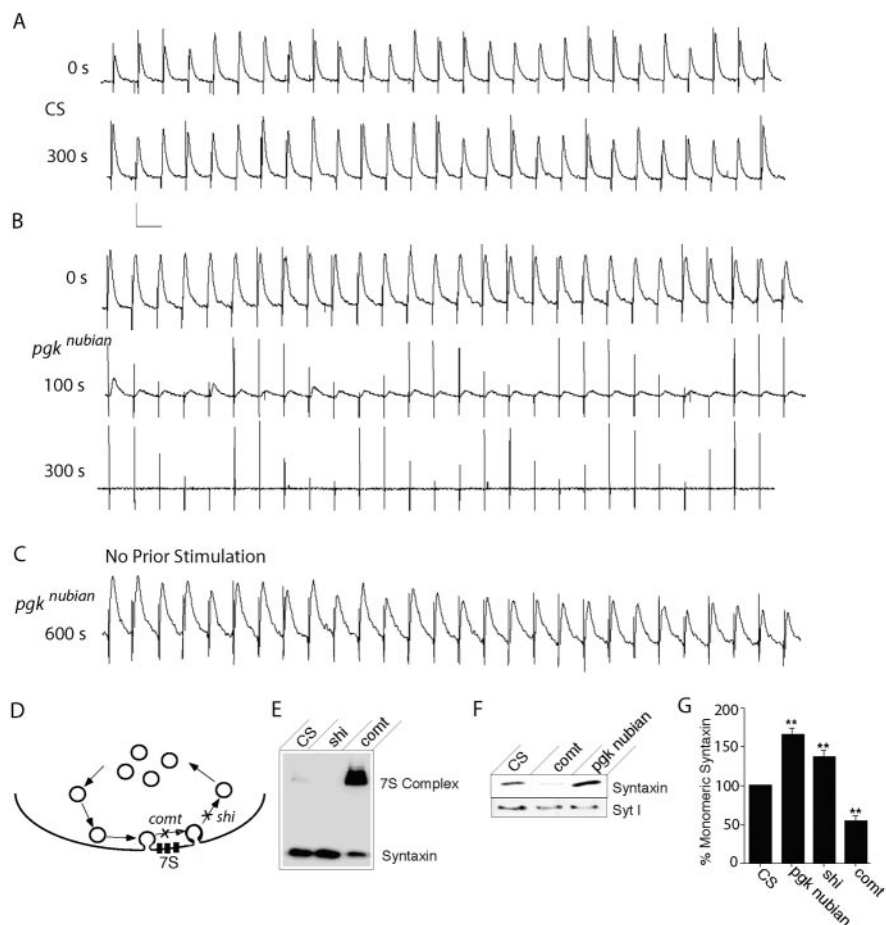 A
0 s
CS
300 s
B
0 s
pgk nubian
100 s
300 s
C No Prior Stimulation
pgk nubian
600 s
D
comt
shi
7S
E
CS
shi
comt
7S Complex
Syntaxin
F
CS
comt
pgk nubian
Syntaxin
Syt I
G
% Monomeric Syntaxin
200
150
100
50
0
**
**
**
CS
pgk nubian
shi
comt